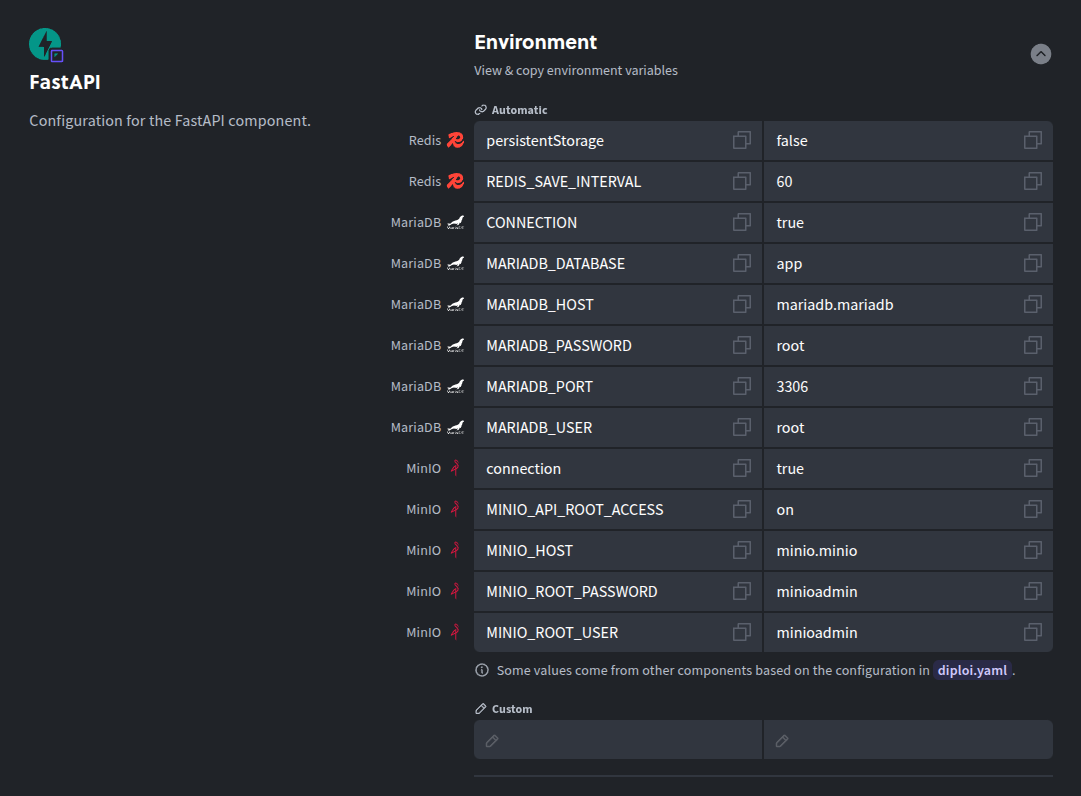 FastAPI
Configuration for the FastAPI component.
Environment
View & copy environment variables
Automatic
Redis persistentStorage false
Redis REDIS_SAVE_INTERVAL 60
MariaDB CONNECTION true
MariaDB MARIADB_DATABASE app
MariaDB MARIADB_HOST mariadb.mariadb
MariaDB MARIADB_PASSWORD root
MariaDB MARIADB_PORT 3306
MariaDB MARIADB_USER root
MinIO connection true
MinIO MINIO_API_ROOT_ACCESS on
MinIO MINIO_HOST minio.minio
MinIO MINIO_ROOT_PASSWORD minioadmin
MinIO MINIO_ROOT_USER minioadmin
Some values come from other components based on the configuration in diploi.yaml .
Custom